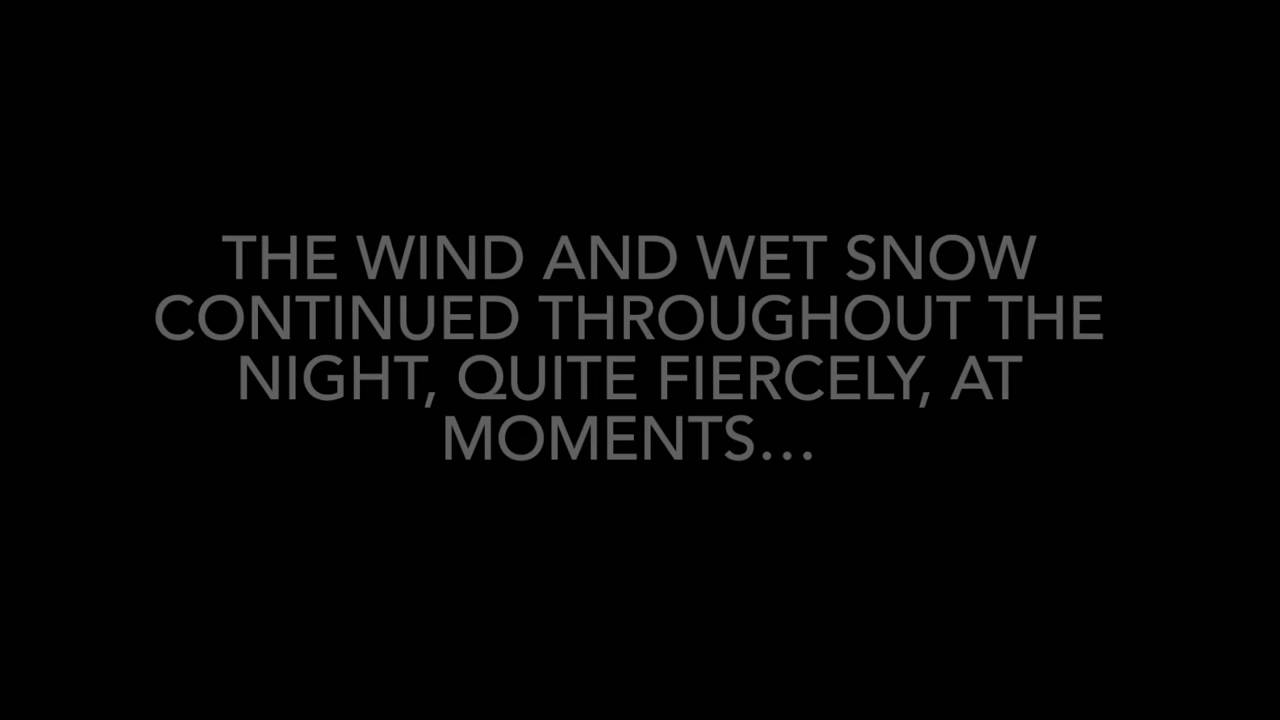 THE WIND AND WET SNOW
CONTINUED THROUGHOUT THE
NIGHT, QUITE FIERCELY, AT
MOMENTS…